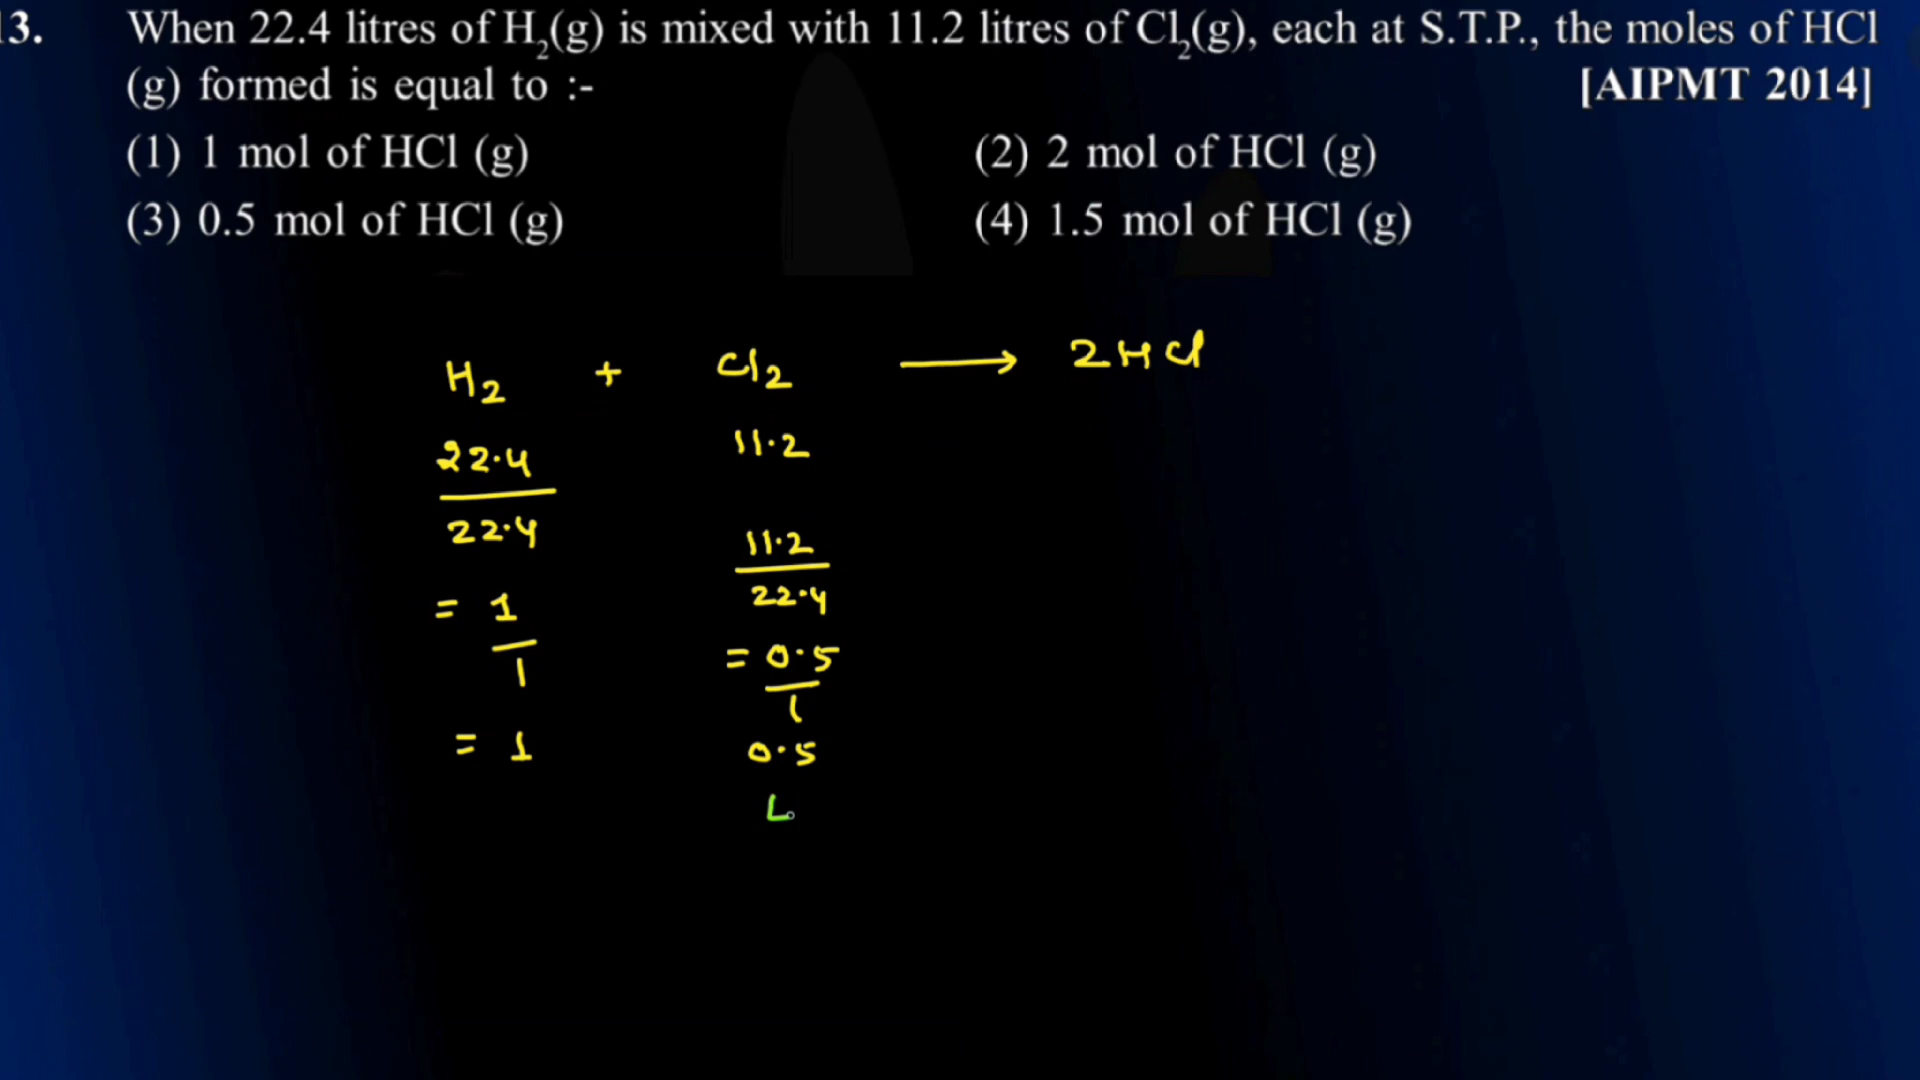 13. When 22.4 litres of H₂(g) is mixed with 11.2 litres of Cl₂(g), each at S.T.P., the moles of HCl
(g) formed is equal to :- [AIPMT 2014]
(1) 1 mol of HCl (g) (2) 2 mol of HCl (g)
(3) 0.5 mol of HCl (g) (4) 1.5 mol of HCl (g)
H₂ + Cl₂ ⟶ 2HCl
22.4 11.2
22.4 11.2
= 1 22.4
1 = 0.5
1
= 1 0.5
L